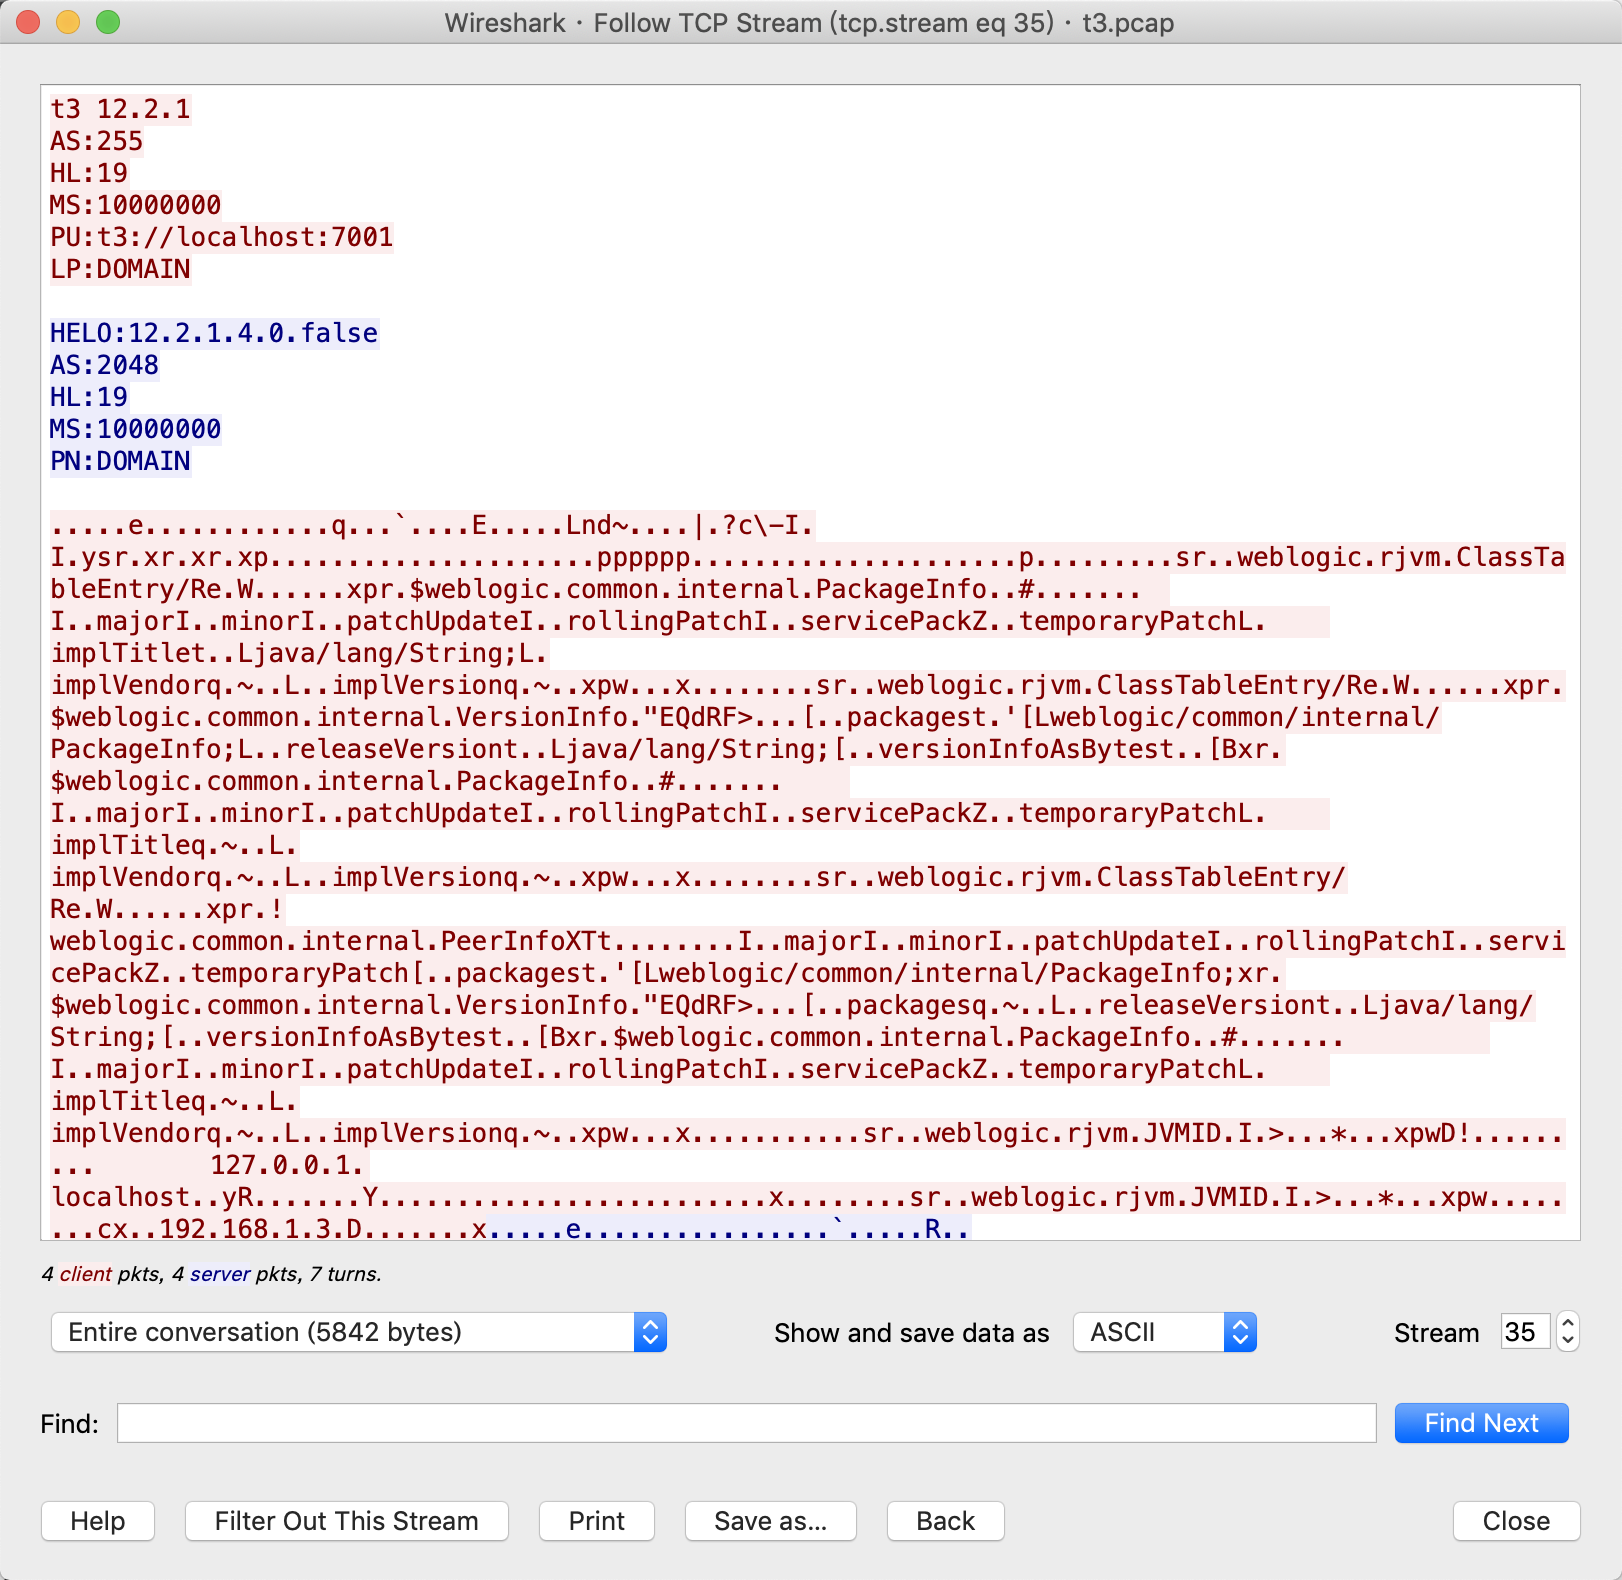 Wireshark · Follow TCP Stream (tcp.stream eq 35) · t3.pcap
t3 12.2.1
AS:255
HL:19
MS:10000000
PU:t3://localhost:7001
LP:DOMAIN
HELO:12.2.1.4.0.false
AS:2048
HL:19
MS:10000000
PN:DOMAIN
.....e............q...`....E.....Lnd~....|.?c\-I.
I.ysr.xr.xr.xp.....................pppppp.....................p.........sr..weblogic.rjvm.ClassTa
bleEntry/Re.W......xpr.$weblogic.common.internal.PackageInfo..#.......
I..majorI..minorI..patchUpdateI..rollingPatchI..servicePackZ..temporaryPatchL.
implTitlet..Ljava/lang/String;L.
implVendorq.~..L..implVersionq.~..xpw...x........sr..weblogic.rjvm.ClassTableEntry/Re.W......xpr.
$weblogic.common.internal.VersionInfo."EQdRF>...[..packagest.'[Lweblogic/common/internal/
PackageInfo;L..releaseVersiont..Ljava/lang/String;[..versionInfoAsBytest..[Bxr.
$weblogic.common.internal.PackageInfo..#.......
I..majorI..minorI..patchUpdateI..rollingPatchI..servicePackZ..temporaryPatchL.
implTitleq.~..L.
implVendorq.~..L..implVersionq.~..xpw...x........sr..weblogic.rjvm.ClassTableEntry/
Re.W......xpr.!
weblogic.common.internal.PeerInfoXTt........I..majorI..minorI..patchUpdateI..rollingPatchI..servi
cePackZ..temporaryPatch[..packagest.'[Lweblogic/common/internal/PackageInfo;xr.
$weblogic.common.internal.VersionInfo."EQdRF>...[..packagesq.~..L..releaseVersiont..Ljava/lang/
String;[..versionInfoAsBytest..[Bxr.$weblogic.common.internal.PackageInfo..#.......
I..majorI..minorI..patchUpdateI..rollingPatchI..servicePackZ..temporaryPatchL.
implTitleq.~..L.
implVendorq.~..L..implVersionq.~..xpw...x...........sr..weblogic.rjvm.JVMID.I.>...*...xpwD!......
... 127.0.0.1.
localhost..yR.......Y.........................x........sr..weblogic.rjvm.JVMID.I.>...*...xpw.....
...cx..192.168.1.3.D.......x.....e................`.....R..
4 client pkts, 4 server pkts, 7 turns.
Entire conversation (5842 bytes)
Show and save data as
ASCII
Stream
35
Find:
Find Next
Help
Filter Out This Stream
Print
Save as...
Back
Close